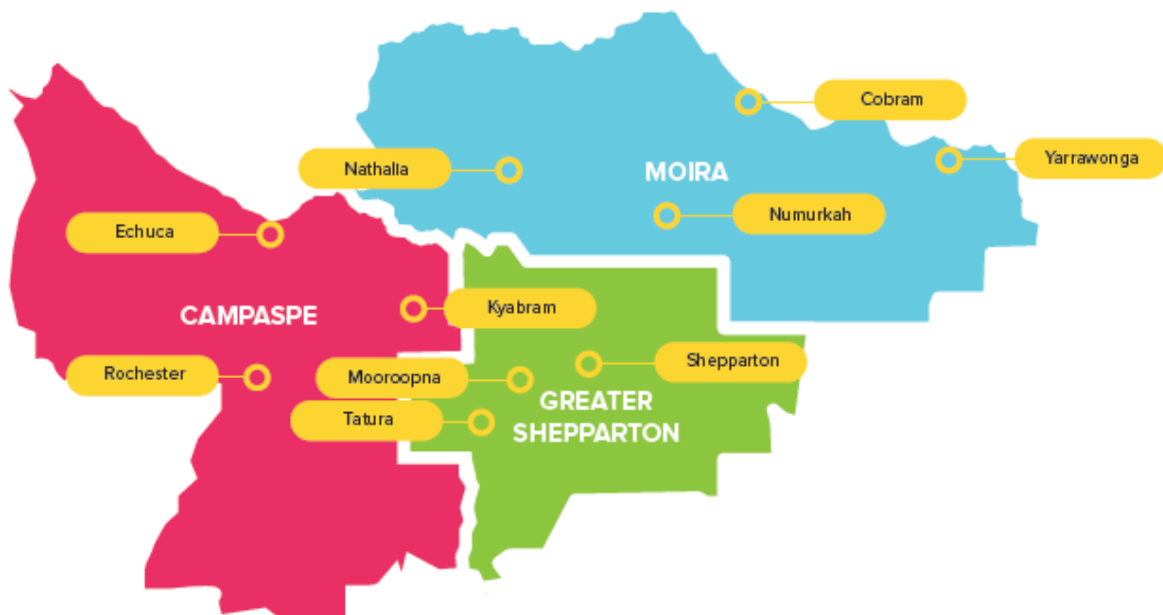 Cobram
Yarrawonga
Nathalia
MOIRA
Numurkah
Echuca
Kyabram
CAMPASPE
Shepparton
Rochester
Mooroopna
GREATER
SHEPPARTON
Tatura